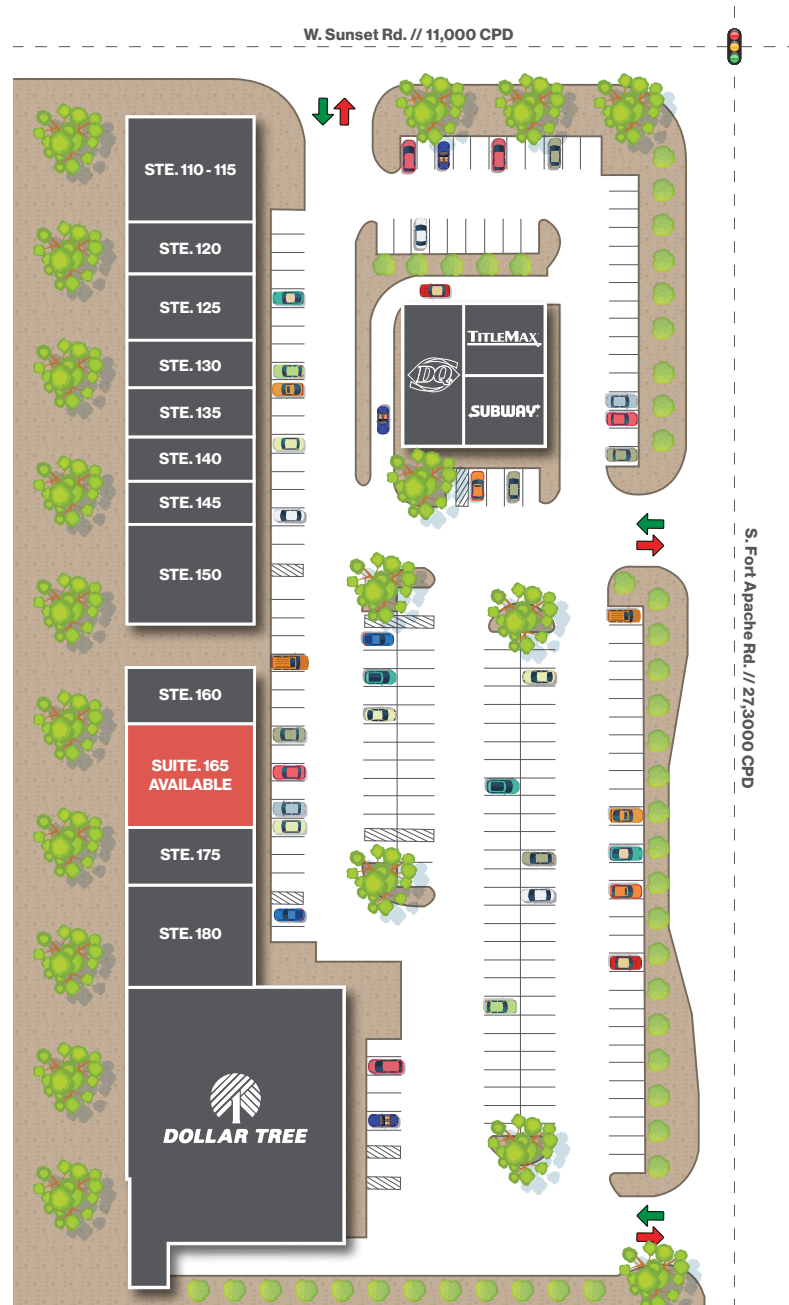 W. Sunset Rd. // 11,000 CPD
STE. 110 - 115
STE. 120
STE. 125
STE. 130
STE. 135
STE. 140
STE. 145
STE. 150
DQ
TITLEMAX
SUBWAY
S. Fort Apache Rd. // 27,3000 CPD
STE. 160
SUITE. 165
AVAILABLE
STE. 175
STE. 180
DOLLAR TREE